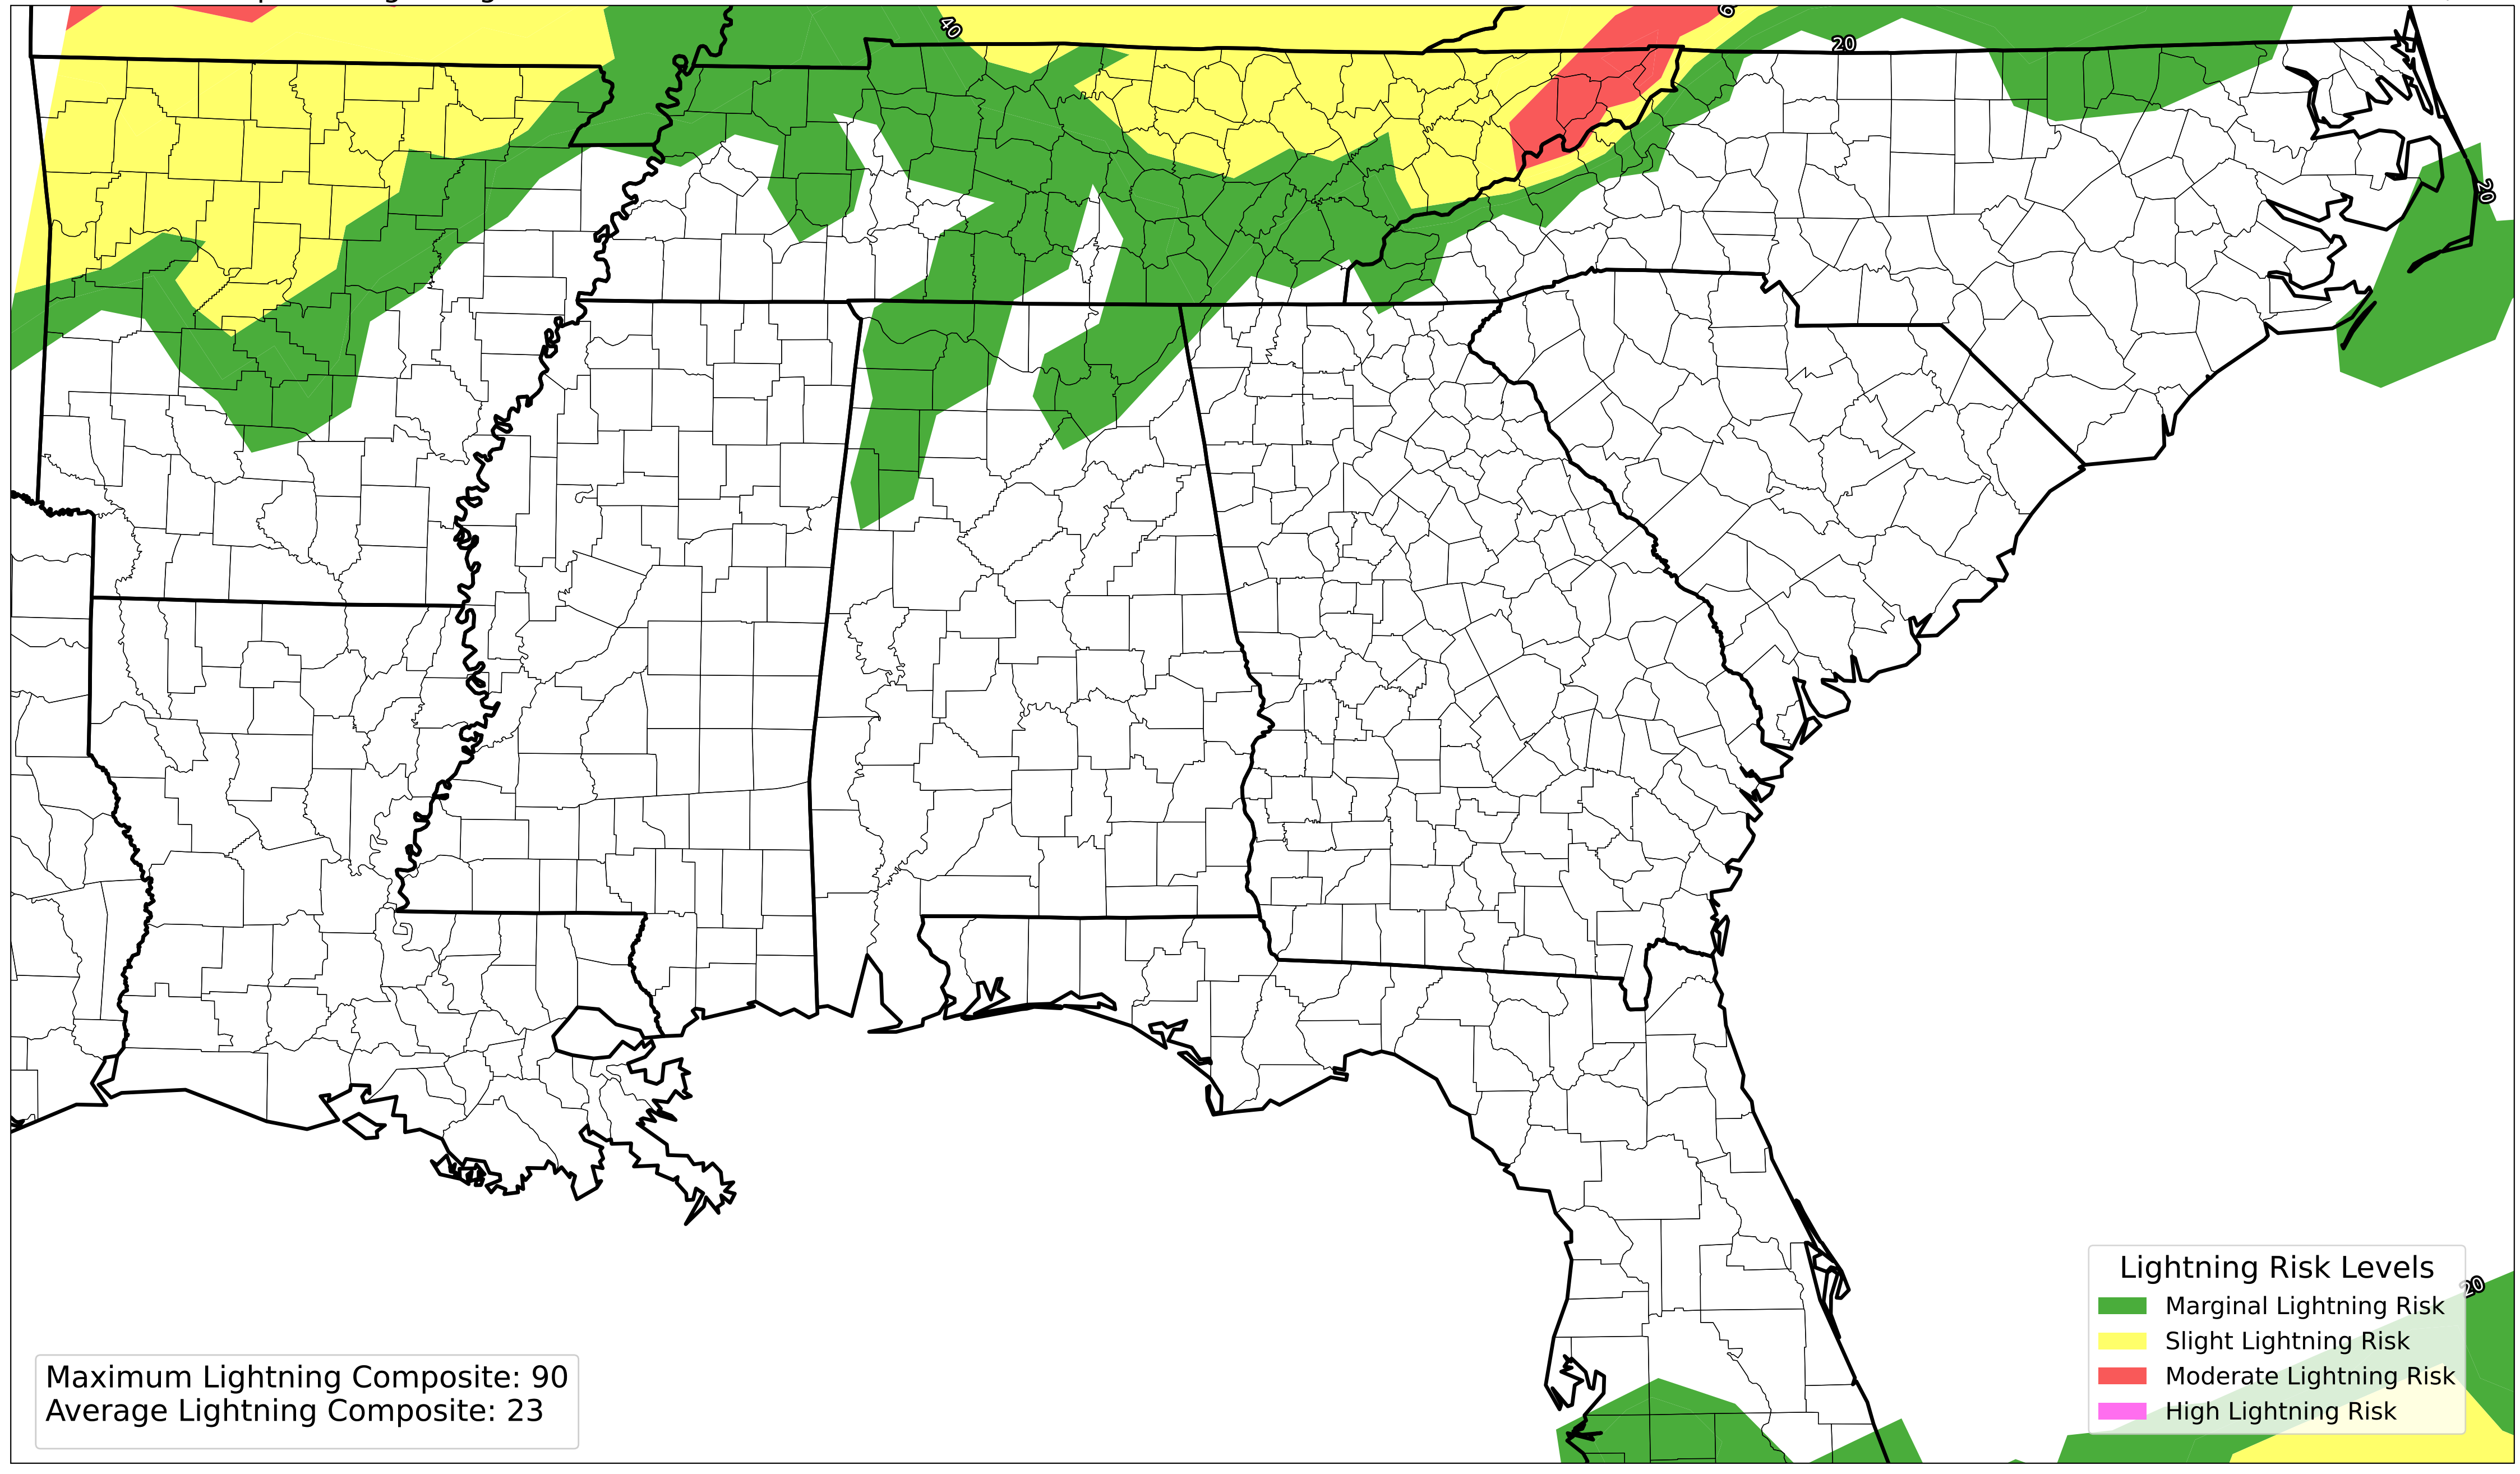 40
20
20
20
Lightning Risk Levels
Marginal Lightning Risk
Slight Lightning Risk
Moderate Lightning Risk
High Lightning Risk
Maximum Lightning Composite: 90
Average Lightning Composite: 23